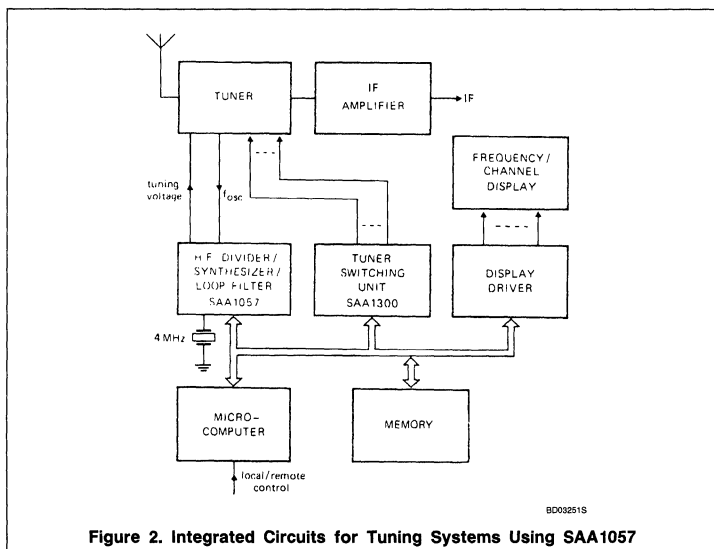 TUNER
IF
AMPLIFIER
IF
FREQUENCY/
CHANNEL
DISPLAY
tuning
voltage
fosc
H.F. DIVIDER/
SYNTHESIZER/
LOOP FILTER
SAA1057
TUNER
SWITCHING
UNIT
SAA1300
DISPLAY
DRIVER
4 MHz
MICRO-
COMPUTER
MEMORY
local/remote
control
BD03251S
Figure 2. Integrated Circuits for Tuning Systems Using SAA1057